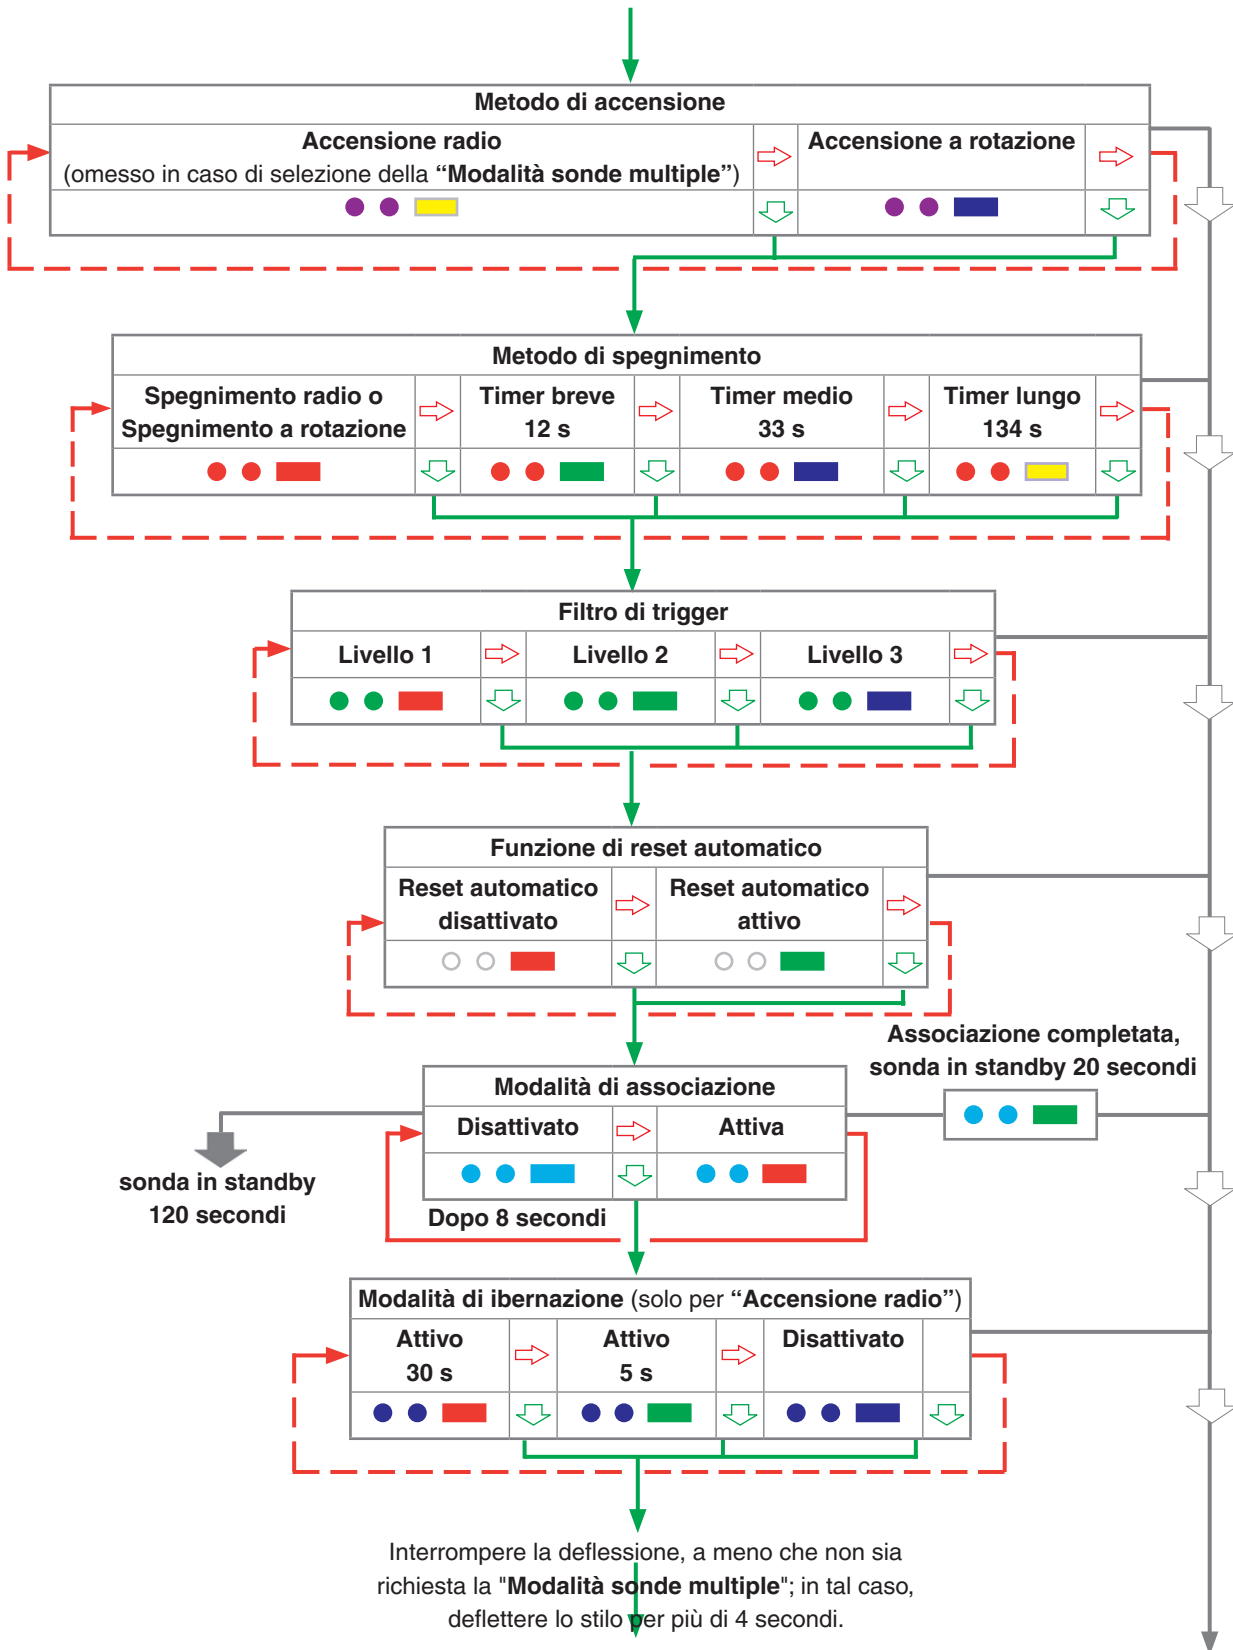 Metodo di accensione
Accensione radio
(omesso in caso di selezione della “Modalità sonde multiple”)
Accensione a rotazione
Metodo di spegnimento
Spegnimento radio o
Spegnimento a rotazione
Timer breve
12 s
Timer medio
33 s
Timer lungo
134 s
Filtro di trigger
Livello 1
Livello 2
Livello 3
Funzione di reset automatico
Reset automatico
disattivato
Reset automatico
attivo
Associazione completata,
sonda in standby 20 secondi
Modalità di associazione
Disattivato
Attiva
sonda in standby
120 secondi
Dopo 8 secondi
Modalità di ibernazione (solo per “Accensione radio”)
Attivo
30 s
Attivo
5 s
Disattivato
Interrompere la deflessione, a meno che non sia
richiesta la "Modalità sonde multiple"; in tal caso,
deflettere lo stilo per più di 4 secondi.